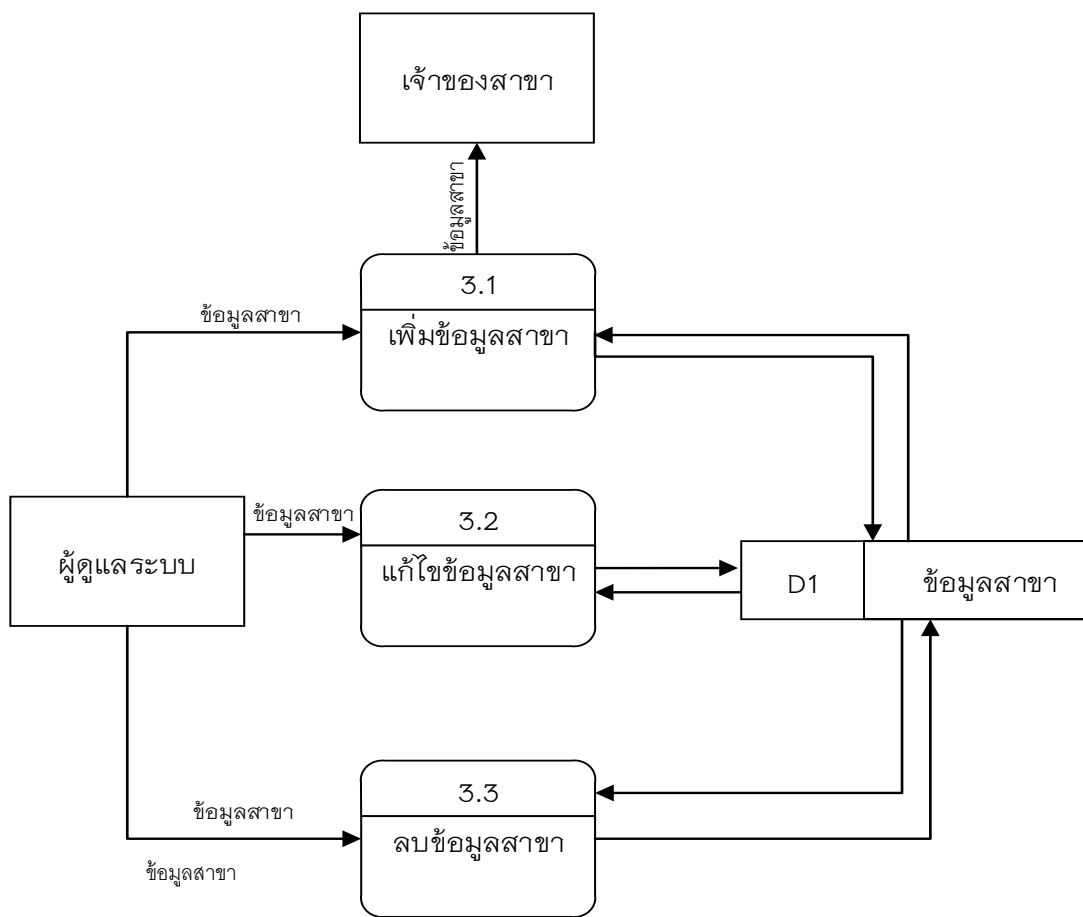 เจ้าของสาขา
ข้อมูลสาขา
3.1
ข้อมูลสาขา
เพิ่มข้อมูลสาขา
3.2
ข้อมูลสาขา
ผู้ดูแลระบบ
แก้ไขข้อมูลสาขา
D1
ข้อมูลสาขา
3.3
ข้อมูลสาขา
ลบข้อมูลสาขา
ข้อมูลสาขา